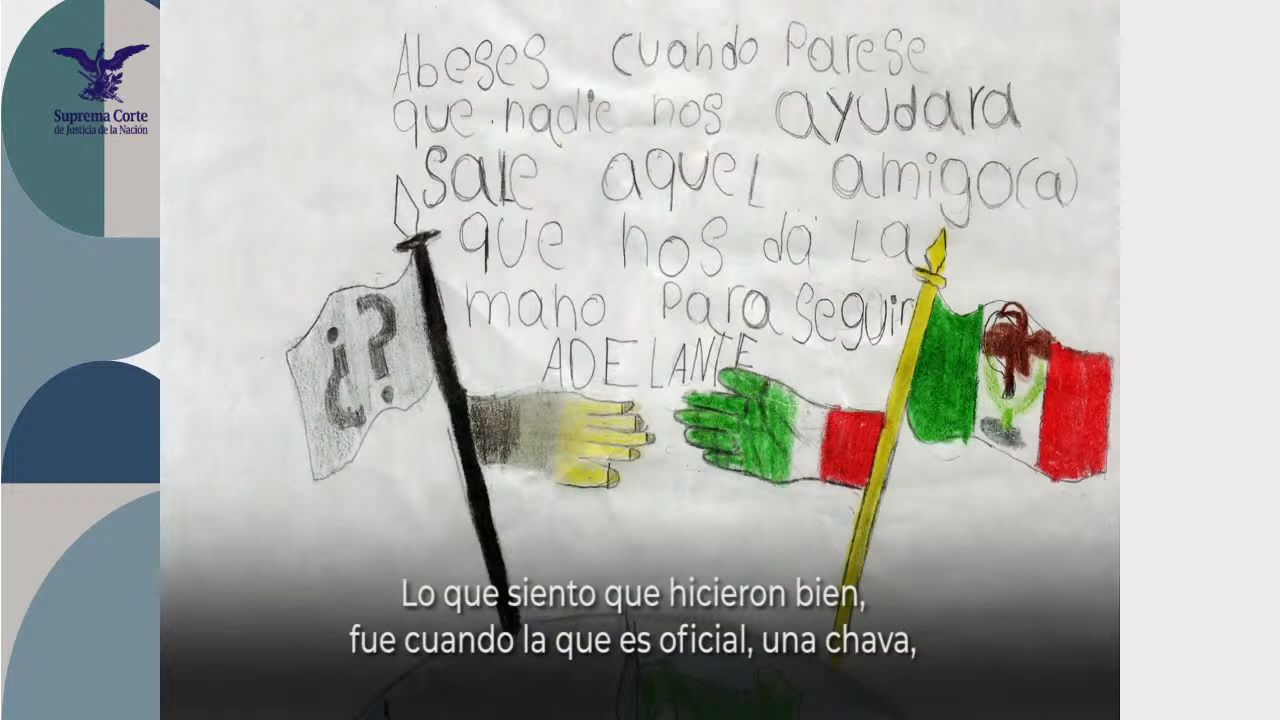 Suprema Corte
de Justicia de la Nación
Abeses cuando Parese
que nadie nos ayudara
sale aquel amigo(a)
que nos da la
mano para seguir
ADELANTE
¿?
Lo que siento que hicieron bien,
fue cuando la que es oficial, una chava,